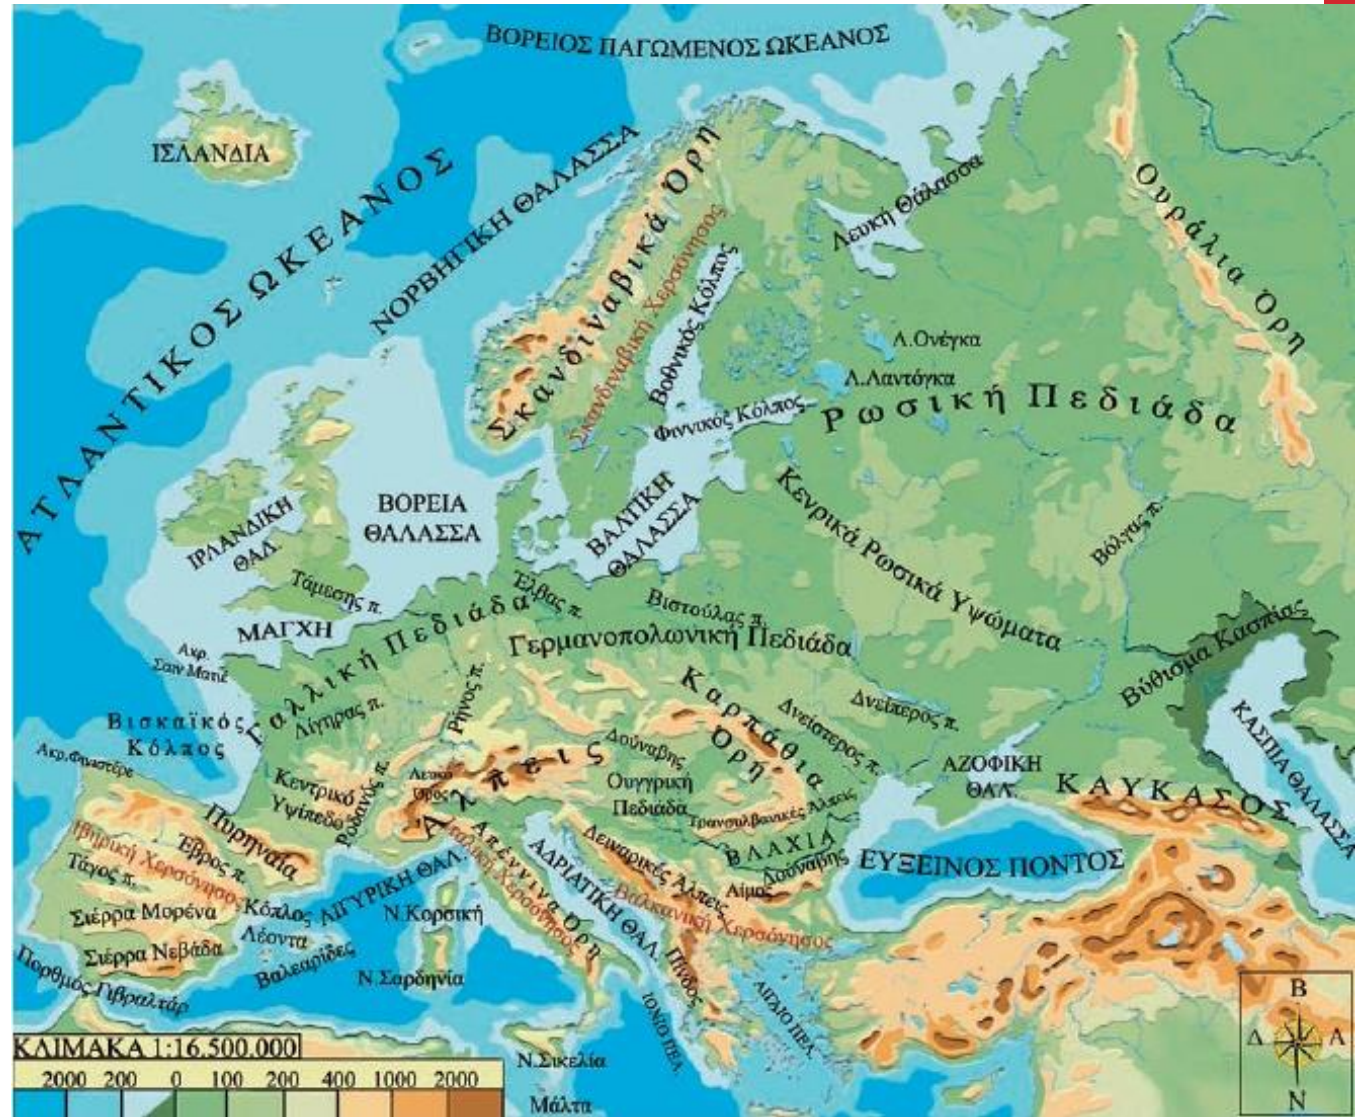 ΒΟΡΕΙΟΣ ΠΑΓΩΜΕΝΟΣ ΩΚΕΑΝΟΣ
ΙΣΛΑΝΔΙΑ
ΑΤΛΑΝΤΙΚΟΣ ΩΚΕΑΝΟΣ
ΝΟΡΒΗΓΙΚΗ ΘΑΛΑΣΣΑ
Σκανδιναβικά Όρη
Σκανδιναβική Χερσόνησος
Βοθνικός Κόλπος
Λευκή Θάλασσα
Ουράλια Όρη
Λ.Ονέγκα
Λ.Λαντόγκα
Φιννικός Κόλπος
Ρωσική Πεδιάδα
ΒΟΡΕΙΑ
ΘΑΛΑΣΣΑ
ΙΡΛΑΝΔΙΚΗ
ΘΑΛ.
ΒΑΛΤΙΚΗ
ΘΑΛΑΣΣΑ
Κενρικά Ρωσικά Υψώματα
Βόλγας π.
Τάμεσης π.
ΜΑΓΧΗ
Έλβας π.
Βιστούλας π.
Γερμανοπολωνική Πεδιάδα
Γαλλική Πεδιάδα
Ακρ.
Σαιν Ματιέ
Βύθισμα Κασπίας
ΚΑΣΠΙΑ ΘΑΛΑΣΣΑ
Λίγηρας π.
Ρήνος π.
Βισκαϊκός
Κόλπος
Ακρ.Φινιστέρε
Καρπάθια
Όρη
Δνείστερος π.
Δνείπερος π.
Δούναβης
Ουγγρική
Πεδιάδα
Άλπεις
Λευκό
Όρος
Κεντρικό
Υψίπεδο
Ροδανός π.
ΑΖΟΦΙΚΗ
ΘΑΛ.
ΚΑΥΚΑΣΟΣ
Τρανσυλβανικές Άλπεις
ΒΛΑΧΙΑ
Δούναβης
ΕΥΞΕΙΝΟΣ ΠΟΝΤΟΣ
Πυρηναία
Ιβηρική Χερσόνησος
Έβρος π.
Τάγος π.
Σιέρρα Μορένα
Σιέρρα Νεβάδα
Κόπλος
Λέοντα
Βαλεαρίδες
ΛΙΓΥΡΙΚΗ ΘΑΛ.
Ν.Κορσική
Ν.Σαρδηνία
Ιταλική Χερσόνησος
Απέννινα Όρη
ΑΔΡΙΑΤΙΚΗ ΘΑΛ.
Δειναρικές Άλπεις
Αίμος
Βαλκανική Χερσόνησος
Πίνδος
Πορθμός Γιβραλτάρ
ΙΟΝΙΟ ΠΕΛ.
ΑΙΓΑΙΟ ΠΕΛ.
Ν.Σικελία
Μάλτα
ΚΛΙΜΑΚΑ 1:16.500.000
2000 200 0 100 200 400 1000 2000
Β
Δ Α
Ν